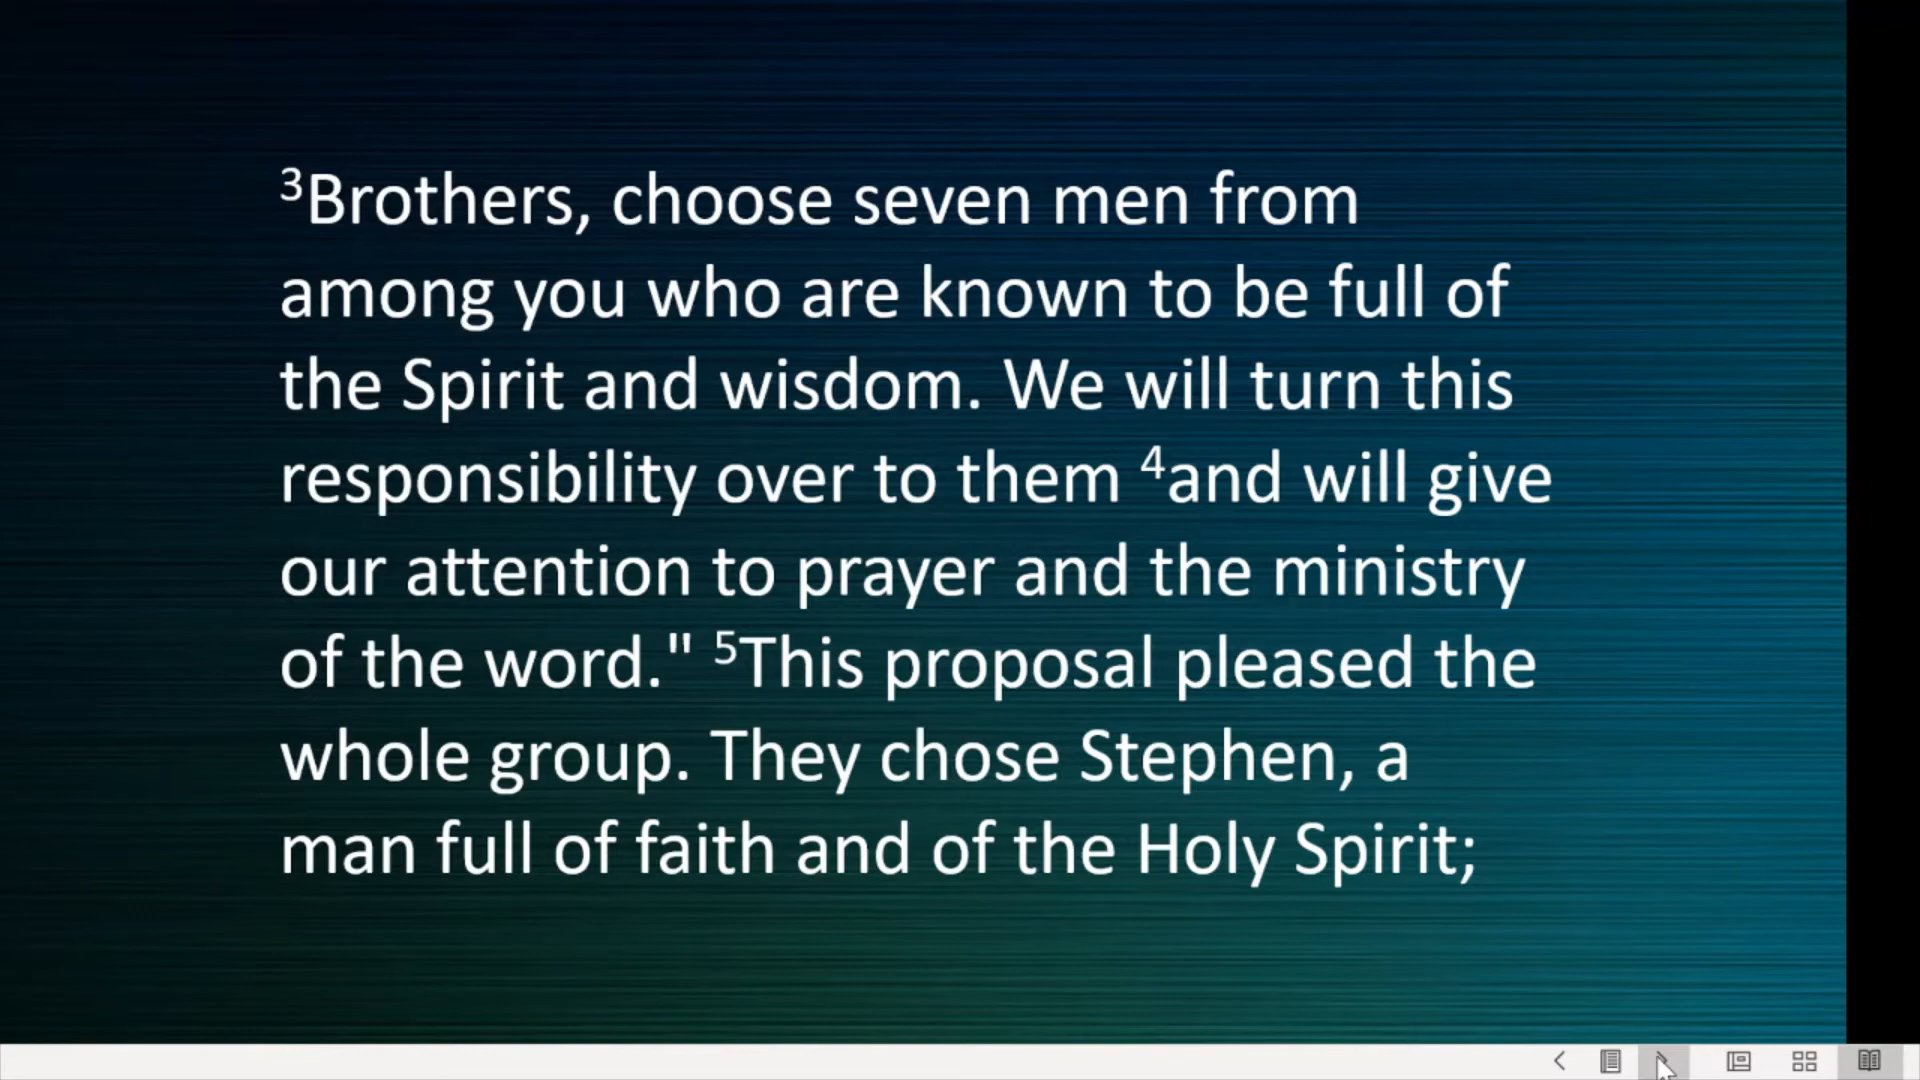 ³Brothers, choose seven men from
among you who are known to be full of
the Spirit and wisdom. We will turn this
responsibility over to them ⁴and will give
our attention to prayer and the ministry
of the word." ⁵This proposal pleased the
whole group. They chose Stephen, a
man full of faith and of the Holy Spirit;